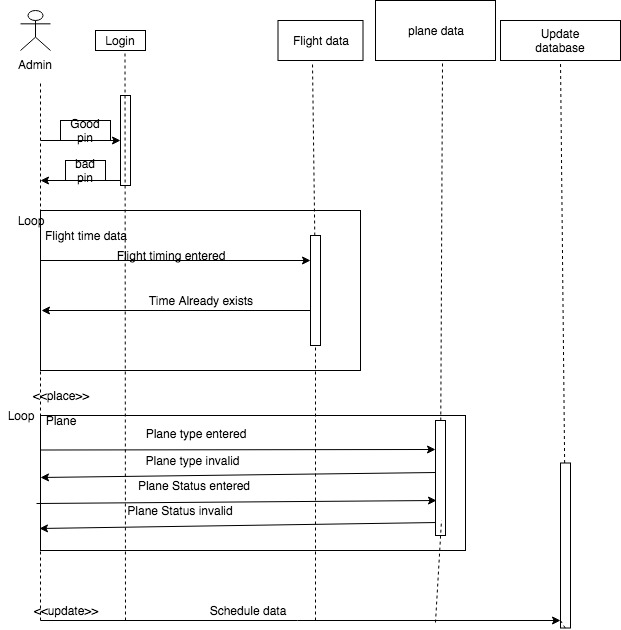 Admin
Login
Flight data
plane data
Update
database
Good
pin
bad
pin
Loop
Flight time data
Flight timing entered
Time Already exists
<<place>>
Loop
Plane
Plane type entered
Plane type invalid
Plane Status entered
Plane Status invalid
<<update>>
Schedule data